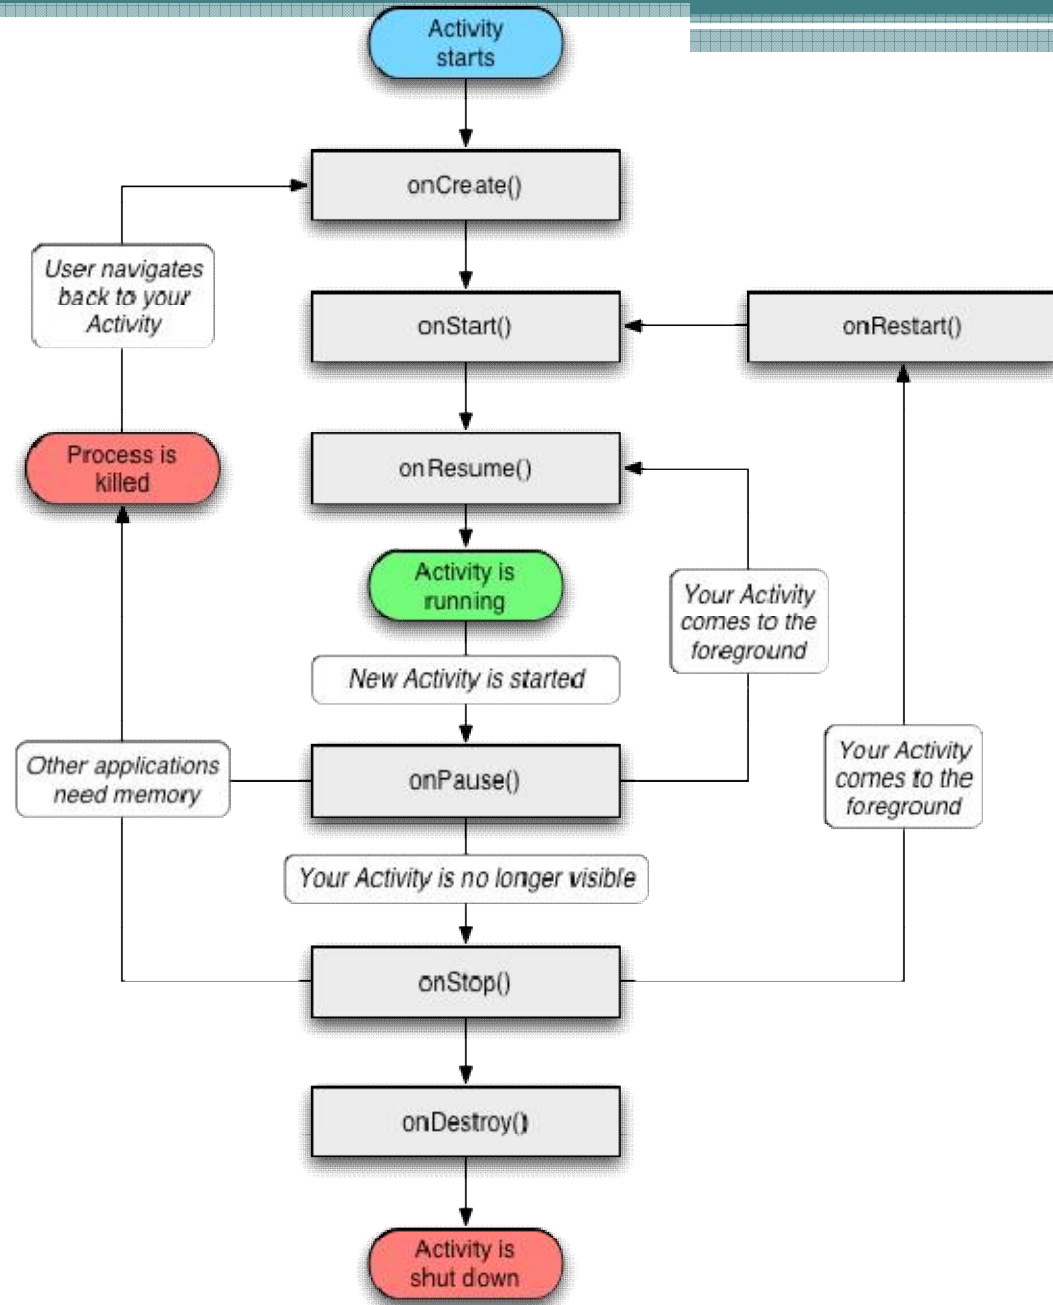 Activity
starts
onCreate()
User navigates
back to your
Activity
onStart()
onRestart()
Process is
killed
onResume()
Activity is
running
Your Activity
comes to the
foreground
New Activity is started
Other applications
need memory
onPause()
Your Activity
comes to the
foreground
Your Activity is no longer visible
onStop()
onDestroy()
Activity is
shut down